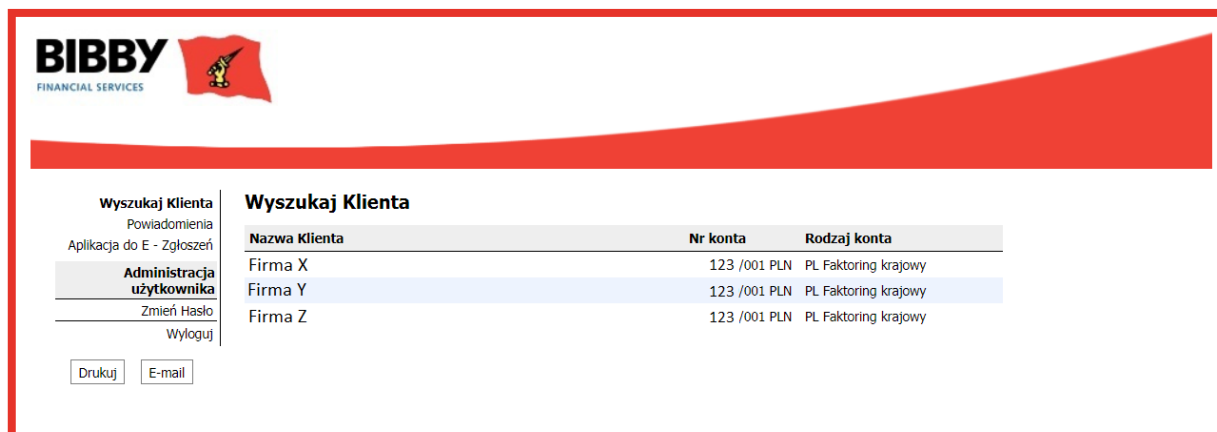 BIBBY
FINANCIAL SERVICES
Wyszukaj Klienta
Powiadomienia
Aplikacja do E - Zgłoszeń
Administracja
użytkownika
Zmień Hasło
Wyloguj
Drukuj E-mail
Wyszukaj Klienta
Nazwa Klienta Nr konta Rodzaj konta
Firma X 123 /001 PLN PL Faktoring krajowy
Firma Y 123 /001 PLN PL Faktoring krajowy
Firma Z 123 /001 PLN PL Faktoring krajowy